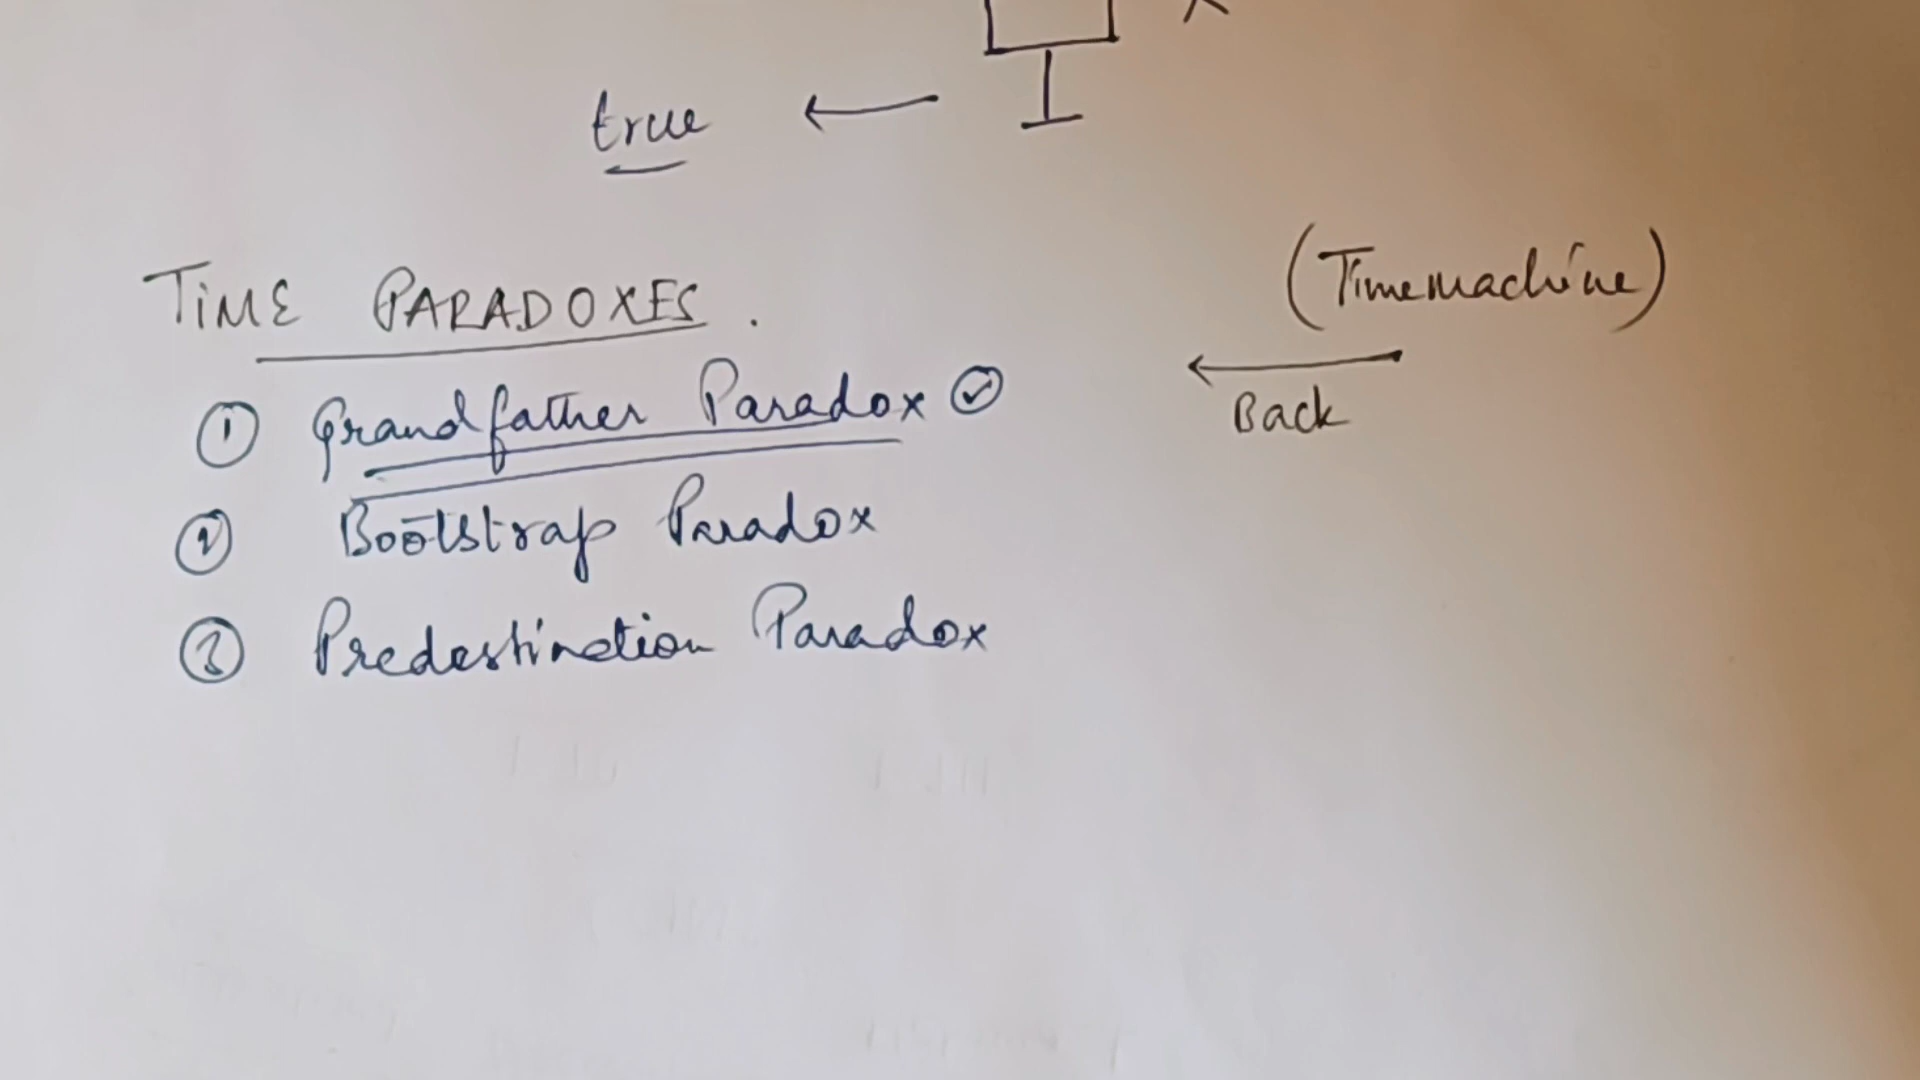 true
TIME PARADOXES.
(Timemachine)
① Grandfather Paradox
Back
② Bootstrap Paradox
③ Predestination Paradox